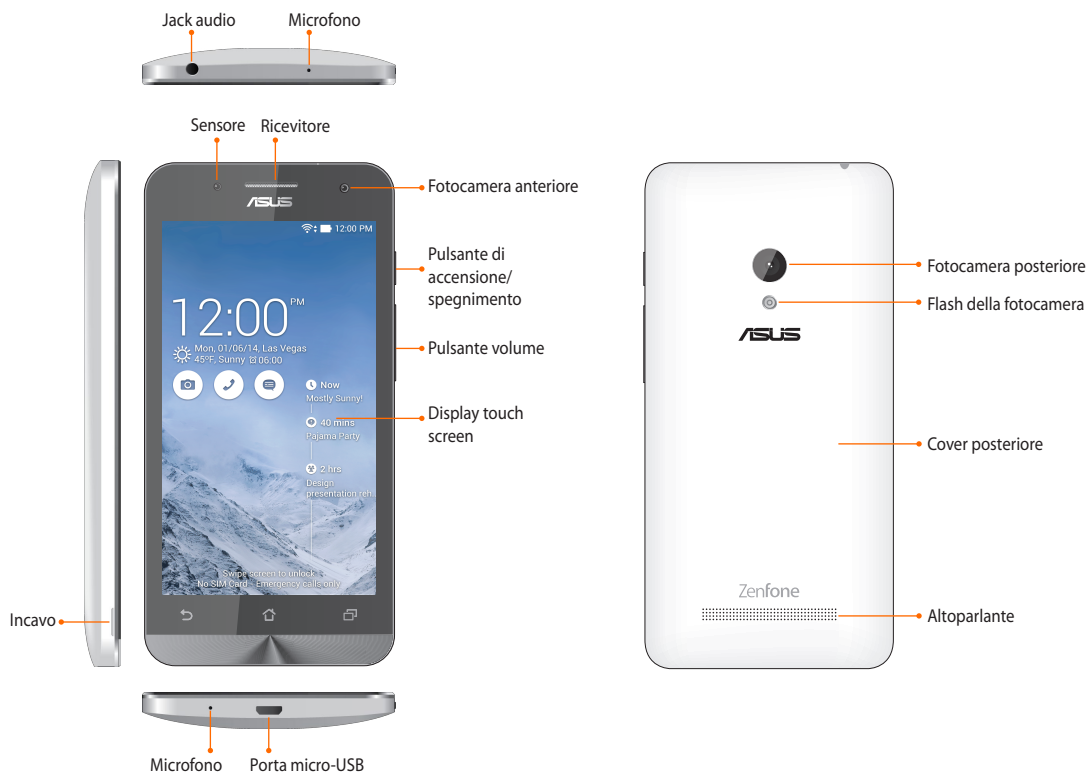 Jack audio
Microfono
Sensore
Ricevitore
Fotocamera anteriore
ASUS
12:00 PM
Pulsante di
accensione/
spegnimento
12:00 PM
Mon, 01/06/14, Las Vegas
45ºF, Sunny 06:00
Pulsante volume
Now
Mostly Sunny!
40 mins
Pajama Party
Display touch
screen
2 hrs
Design
presentation reh
Swipe screen to unlock
No SIM Card - Emergency calls only
Incavo
Microfono
Porta micro-USB
Fotocamera posteriore
Flash della fotocamera
ASUS
Cover posteriore
Zenfone
Altoparlante